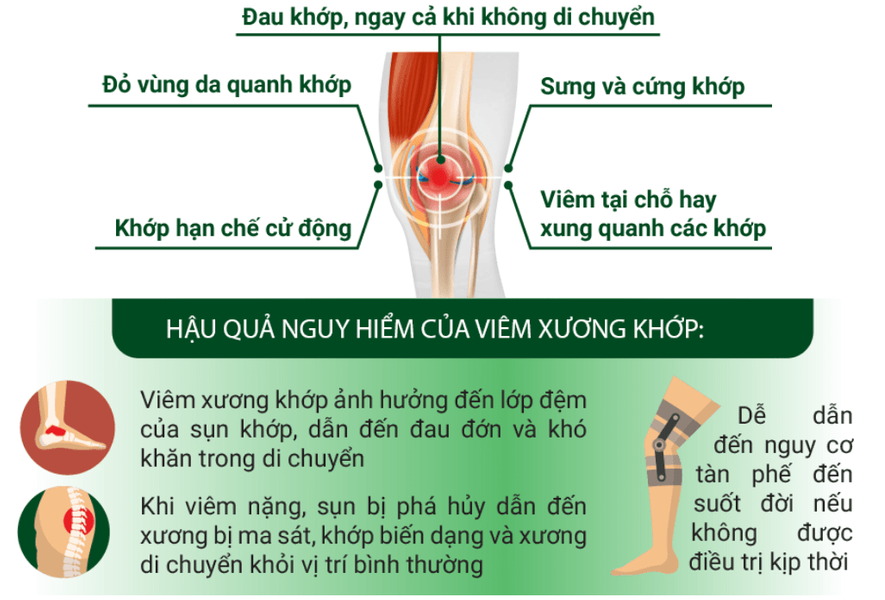 Đau khớp, ngay cả khi không di chuyển
Đỏ vùng da quanh khớp
Sưng và cứng khớp
Khớp hạn chế cử động
Viêm tại chỗ hay
xung quanh các khớp
HẬU QUẢ NGUY HIỂM CỦA VIÊM XƯƠNG KHỚP:
Viêm xương khớp ảnh hưởng đến lớp đệm
của sụn khớp, dẫn đến đau đớn và khó
khăn trong di chuyển
Khi viêm nặng, sụn bị phá hủy dẫn đến
xương bị ma sát, khớp biến dạng và xương
di chuyển khỏi vị trí bình thường
Dễ dẫn
đến nguy cơ
tàn phế đến
suốt đời nếu
không được
điều trị kịp thời